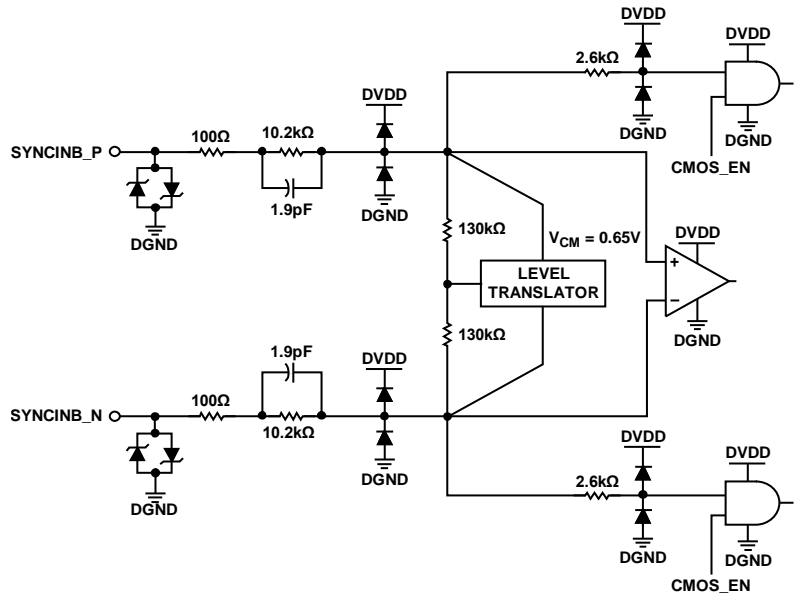 DVDD
DVDD
2.6kΩ
DGND
DGND
CMOS_EN
DVDD
100Ω
10.2kΩ
SYNCINB_P
1.9pF
DGND
DGND
130kΩ
VCM = 0.65V
LEVEL
TRANSLATOR
DVDD
+
−
DGND
130kΩ
1.9pF
DVDD
100Ω
10.2kΩ
SYNCINB_N
DGND
DGND
DVDD
DVDD
2.6kΩ
DGND
DGND
CMOS_EN